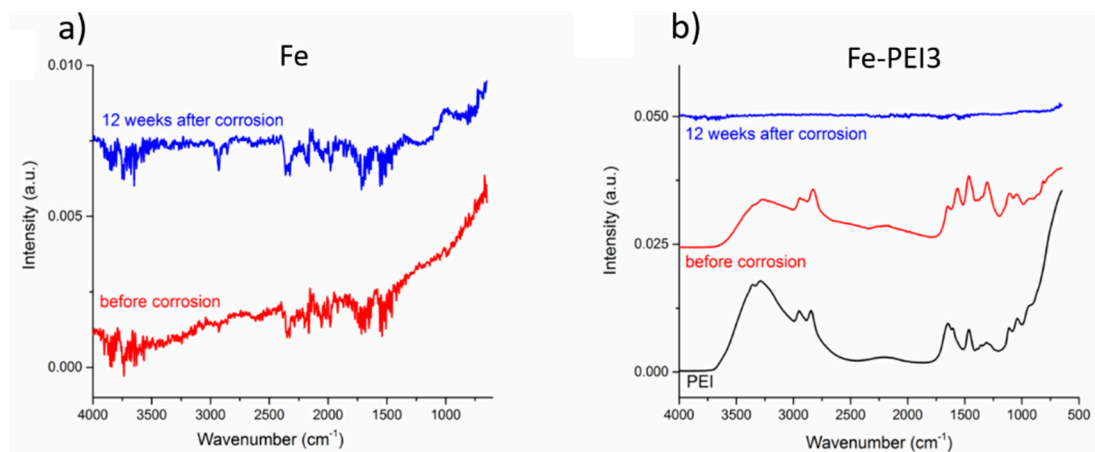 a)
Fe
0.010
0.005
0.000
12 weeks after corrosion
before corrosion
Intensity (a.u.)
4000 3500 3000 2500 2000 1500 1000
Wavenumber (cm⁻¹)
b)
Fe-PEI3
0.050
0.025
0.000
12 weeks after corrosion
before corrosion
PEI
Intensity (a.u.)
4000 3500 3000 2500 2000 1500 1000 500
Wavenumber (cm⁻¹)